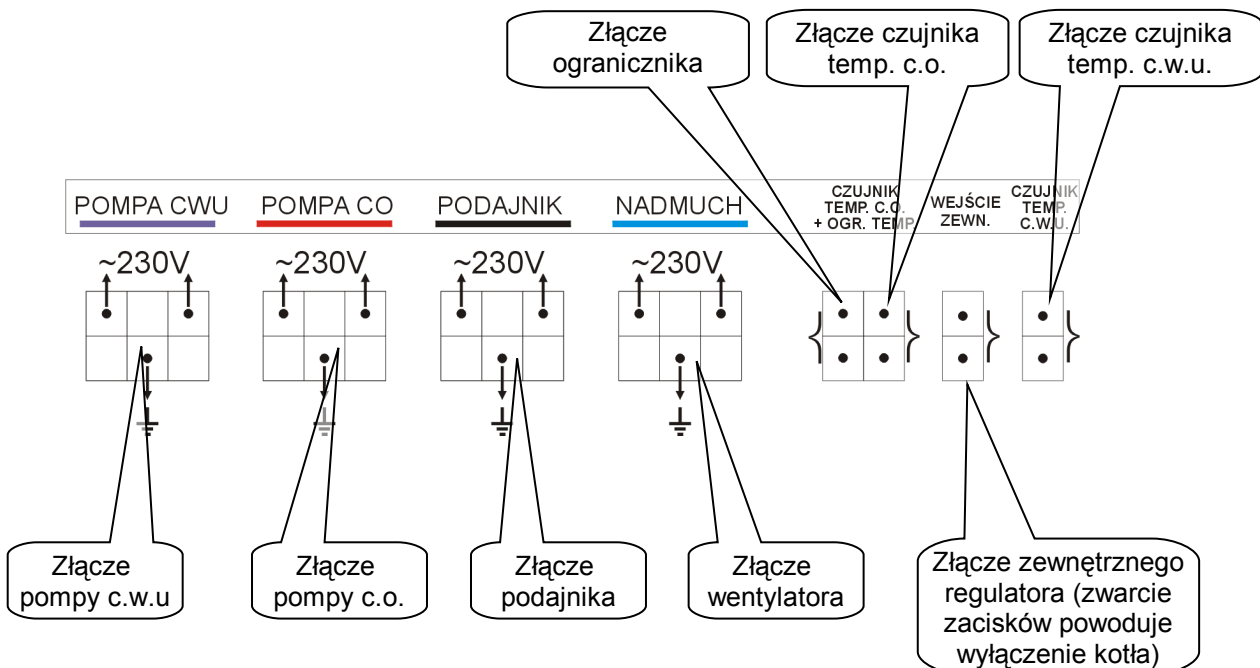 Złącze
ogranicznika
Złącze czujnika
temp. c.o.
Złącze czujnika
temp. c.w.u.
POMPA CWU
POMPA CO
PODAJNIK
NADMUCH
CZUJNIK
TEMP. C.O.
+ OGR. TEMP.
WEJŚCIE
ZEWN.
CZUJNIK
TEMP.
C.W.U.
~230V
~230V
~230V
~230V
Złącze
pompy c.w.u
Złącze
pompy c.o.
Złącze
podajnika
Złącze
wentylatora
Złącze zewnętrznego
regulatora (zwarcie
zacisków powoduje
wyłączenie kotła)